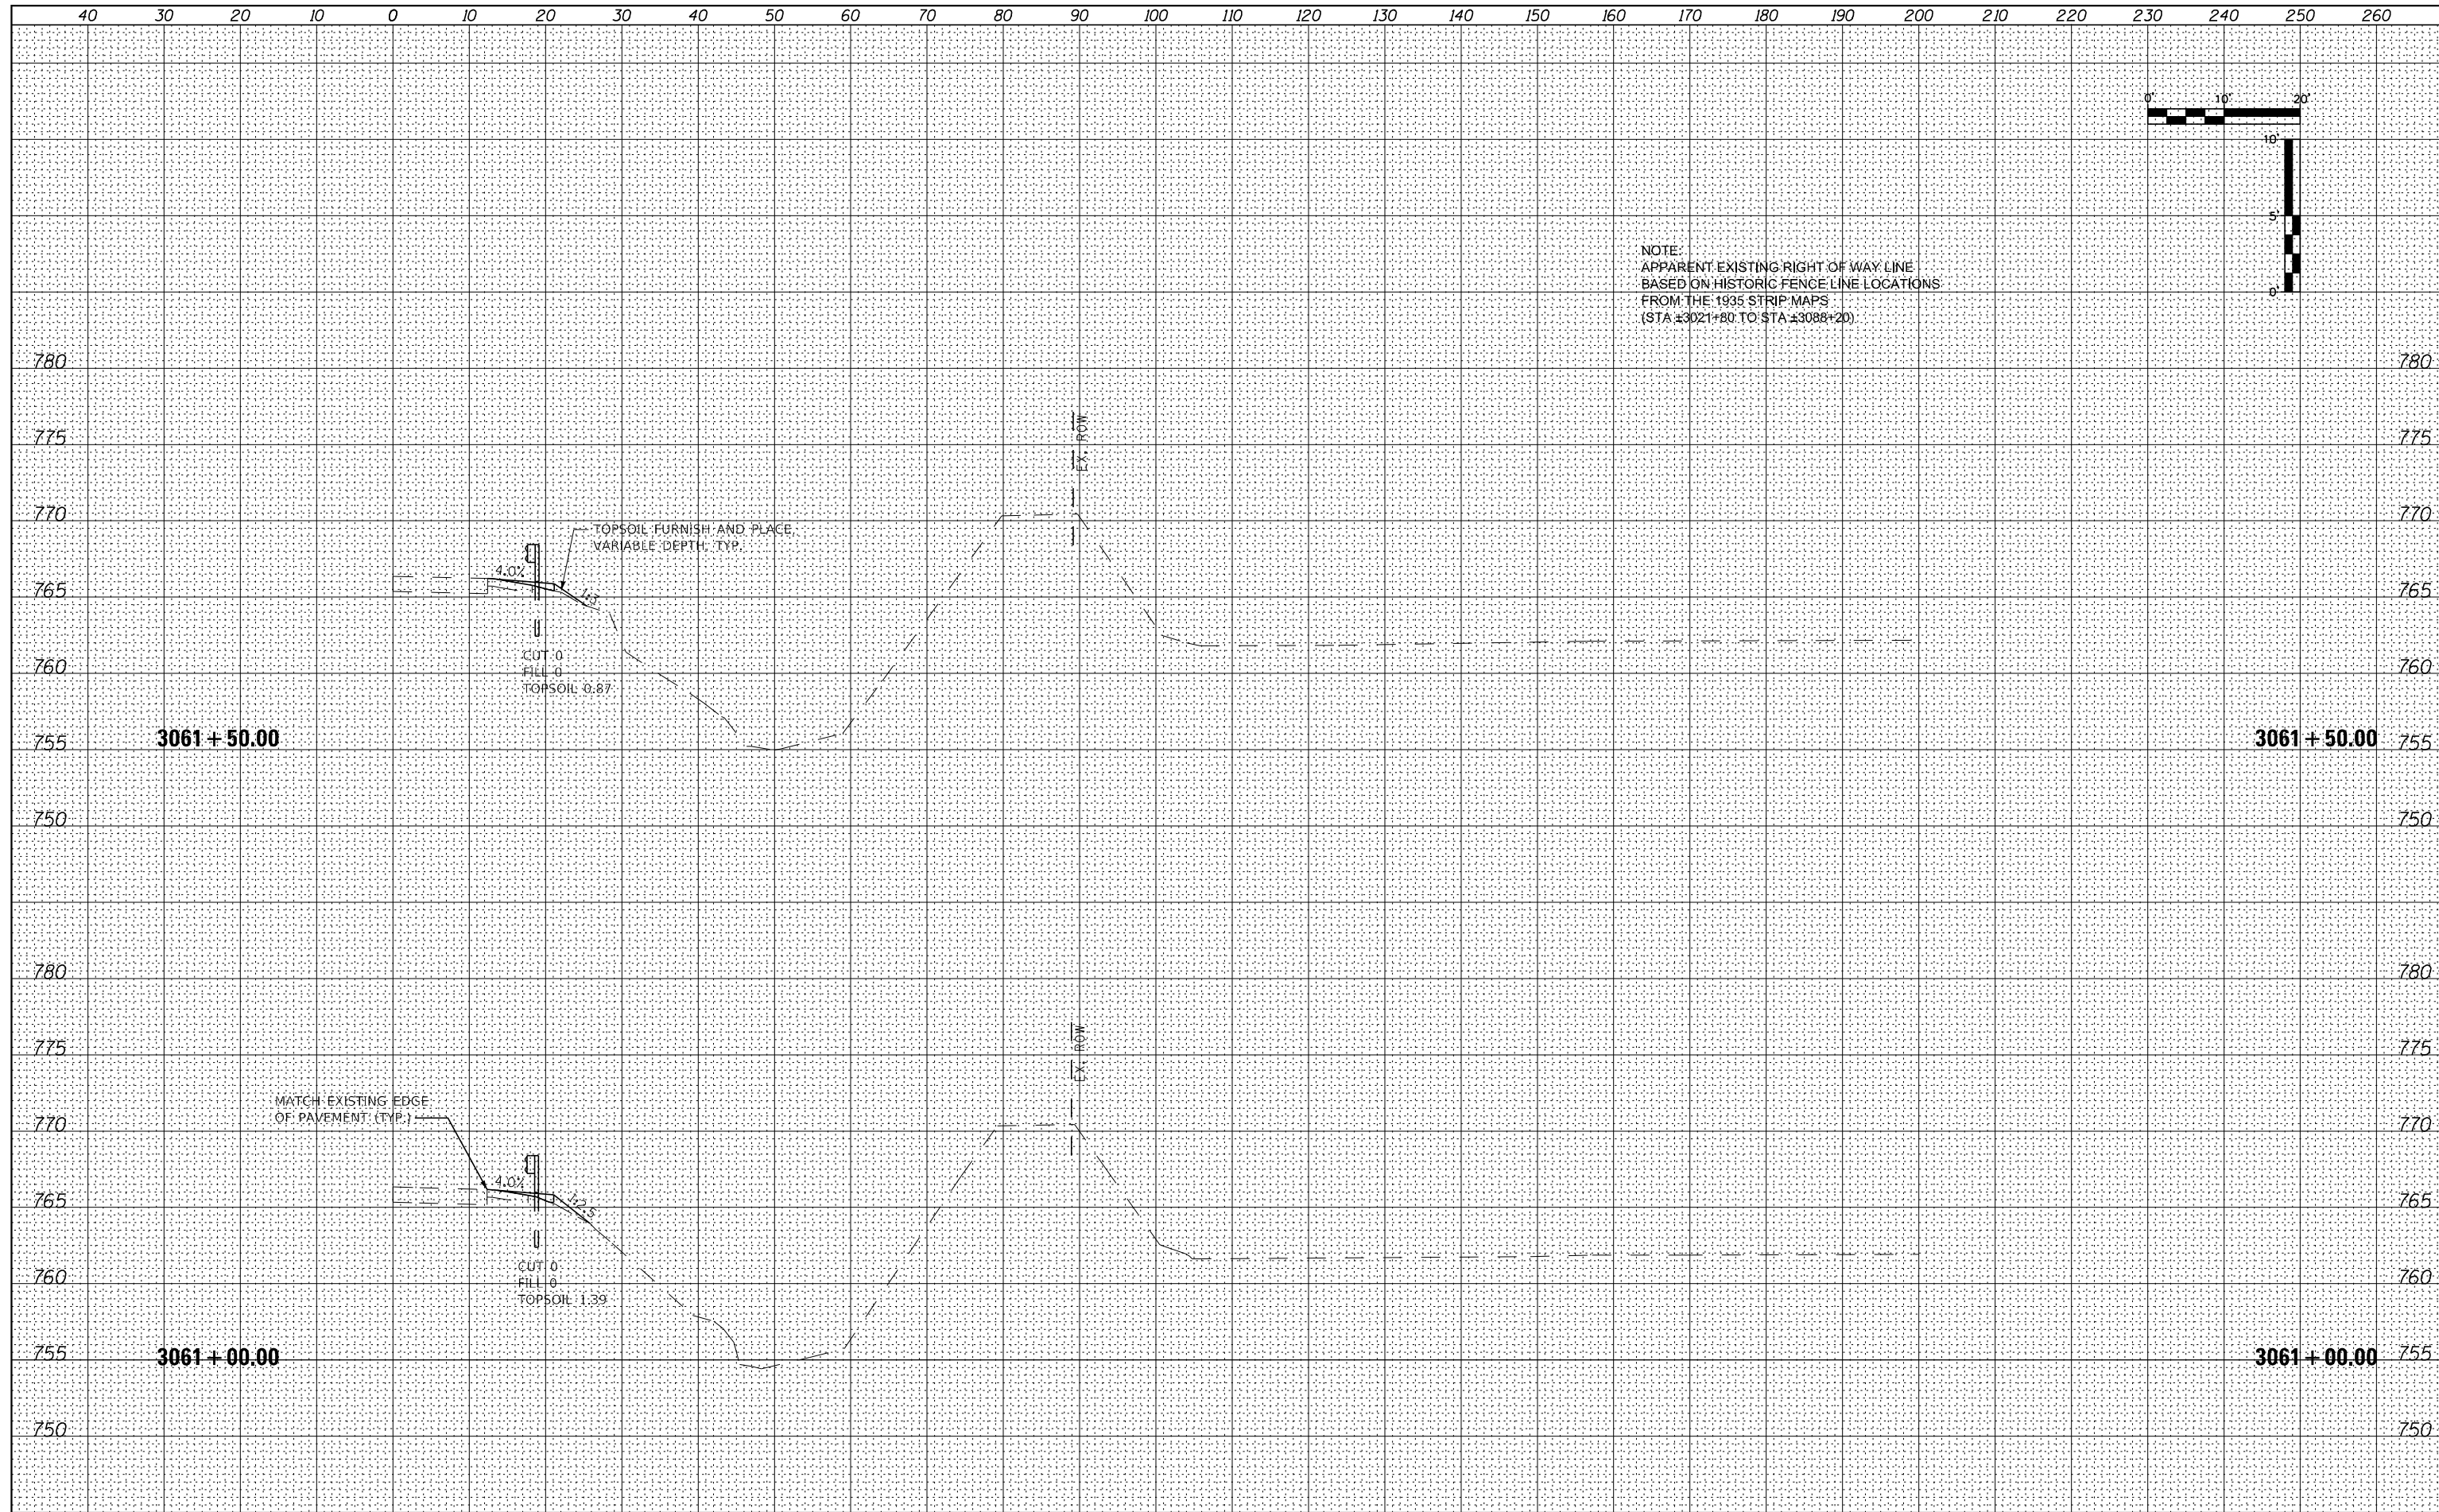 40 30 20 10 0 10 20 30 40 50 60 70 80 90 100 110 120 130 140 150 160 170 180 190 200 210 220 230 240 250 260
0' 10' 20'
10'
5'
0'
NOTE:
APPARENT EXISTING RIGHT OF WAY LINE
BASED ON HISTORIC FENCE LINE LOCATIONS
FROM THE 1935 STRIP MAPS
(STA ±3021+80 TO STA ±3088+20)
780 780
EX. ROW
775 775
770 770
TOPSOIL FURNISH AND PLACE,
VARIABLE DEPTH, TYP.
4.0%
1:3
765 765
CUT 0
FILL 0
TOPSOIL 0.87
760 760
3061+50.00 3061+50.00
755 755
750 750
780 780
EX. ROW
775 775
MATCH EXISTING EDGE
OF PAVEMENT (TYP.)
770 770
4.0%
1:2.5
765 765
CUT 0
FILL 0
TOPSOIL 1.39
760 760
3061+00.00 3061+00.00
755 755
750 750